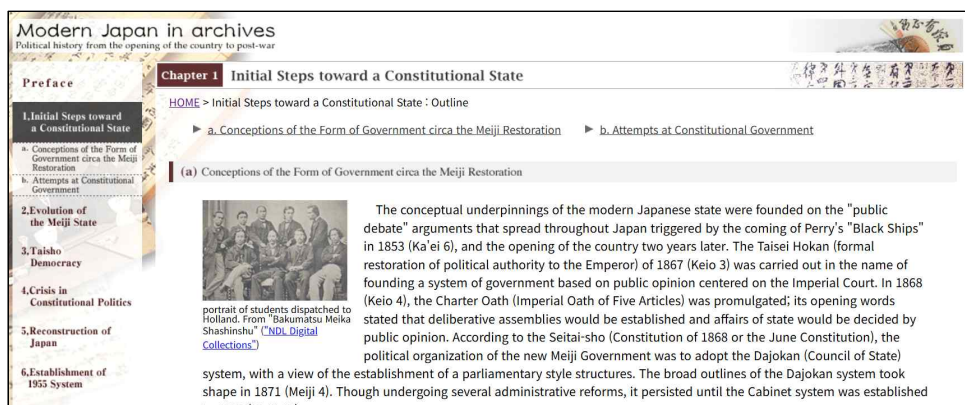 Modern Japan in archives
Political history from the opening of the country to post-war
Preface
1,Initial Steps toward
a Constitutional State
a. Conceptions of the Form of
Government circa the Meiji
Restoration
b. Attempts at Constitutional
Government
2,Evolution of
the Meiji State
3,Taisho
Democracy
4,Crisis in
Constitutional Politics
5,Reconstruction of
Japan
6,Establishment of
1955 System
Chapter 1 Initial Steps toward a Constitutional State
HOME > Initial Steps toward a Constitutional State : Outline
▶ a. Conceptions of the Form of Government circa the Meiji Restoration ▶ b. Attempts at Constitutional Government
(a) Conceptions of the Form of Government circa the Meiji Restoration
portrait of students dispatched to
Holland. From "Bakumatsu Meika
Shashinshu" ("NDL Digital
Collections")
The conceptual underpinnings of the modern Japanese state were founded on the "public
debate" arguments that spread throughout Japan triggered by the coming of Perry's "Black Ships"
in 1853 (Ka'ei 6), and the opening of the country two years later. The Taisei Hokan (formal
restoration of political authority to the Emperor) of 1867 (Keio 3) was carried out in the name of
founding a system of government based on public opinion centered on the Imperial Court. In 1868
(Keio 4), the Charter Oath (Imperial Oath of Five Articles) was promulgated; its opening words
stated that deliberative assemblies would be established and affairs of state would be decided by
public opinion. According to the Seitai-sho (Constitution of 1868 or the June Constitution), the
political organization of the new Meiji Government was to adopt the Dajokan (Council of State)
system, with a view of the establishment of a parliamentary style structures. The broad outlines of the Dajokan system took
shape in 1871 (Meiji 4). Though undergoing several administrative reforms, it persisted until the Cabinet system was established